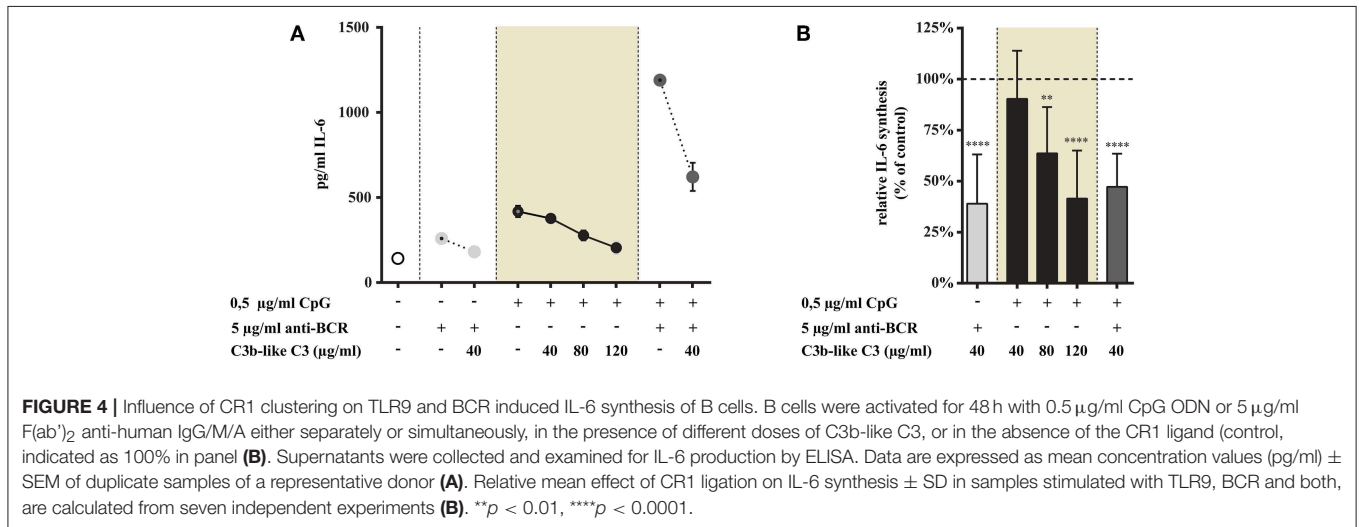 A
1500
1000
500
0
pg/ml IL-6
0,5 µg/ml CpG - - - + + + + + +
5 µg/ml anti-BCR - + + - - - - + +
C3b-like C3 (µg/ml) - - 40 - 40 80 120 - 40
B
125%
100%
75%
50%
25%
0%
relative IL-6 synthesis
(% of control)
**** ** **** ****
0,5 µg/ml CpG - + + + +
5 µg/ml anti-BCR + - - - +
C3b-like C3 (µg/ml) 40 40 80 120 40
FIGURE 4 | Influence of CR1 clustering on TLR9 and BCR induced IL-6 synthesis of B cells. B cells were activated for 48 h with 0.5 µg/ml CpG ODN or 5 µg/ml
F(ab')2 anti-human IgG/M/A either separately or simultaneously, in the presence of different doses of C3b-like C3, or in the absence of the CR1 ligand (control,
indicated as 100% in panel (B). Supernatants were collected and examined for IL-6 production by ELISA. Data are expressed as mean concentration values (pg/ml) ±
SEM of duplicate samples of a representative donor (A). Relative mean effect of CR1 ligation on IL-6 synthesis ± SD in samples stimulated with TLR9, BCR and both,
are calculated from seven independent experiments (B). **p < 0.01, ****p < 0.0001.